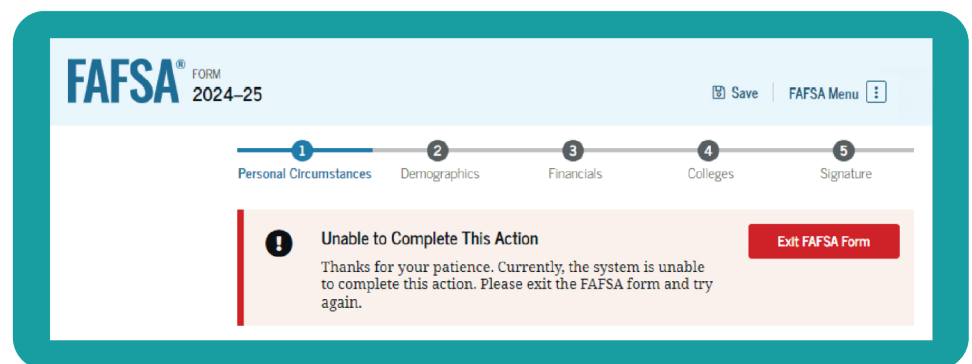 FAFSA® FORM
2024–25
Save FAFSA Menu
1 2 3 4 5
Personal Circumstances Demographics Financials Colleges Signature
Unable to Complete This Action
Exit FAFSA Form
Thanks for your patience. Currently, the system is unable
to complete this action. Please exit the FAFSA form and try
again.